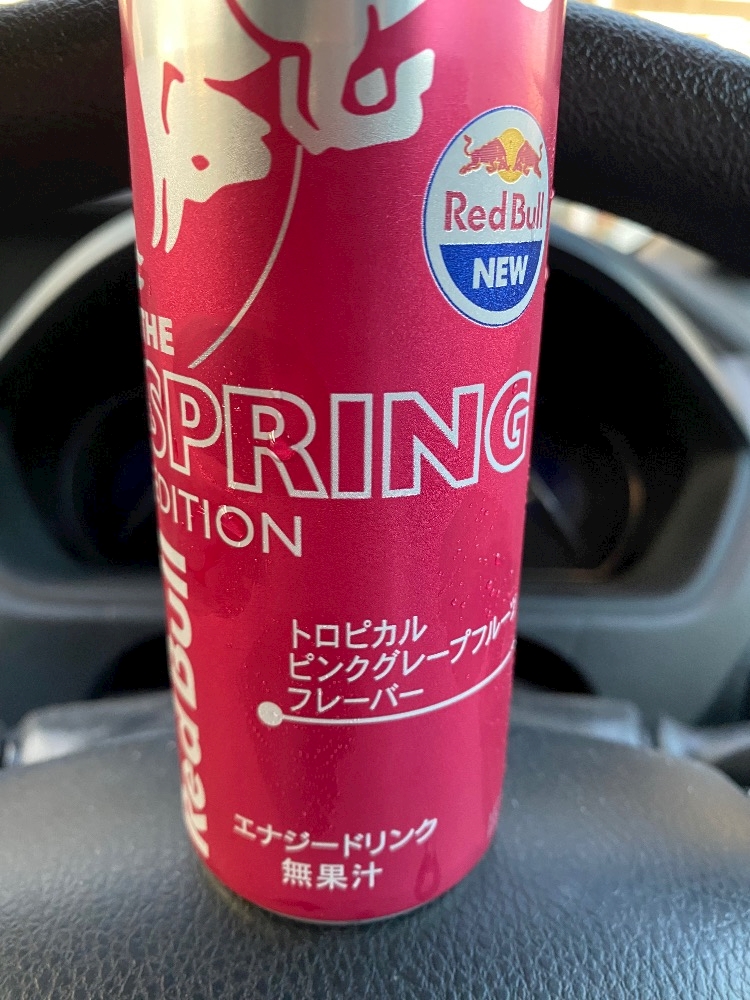 Red Bull
NEW
THE
SPRING
EDITION
Red Bull
トロピカル
ピンクグレープフルーツ
フレーバー
エナジードリンク
無果汁